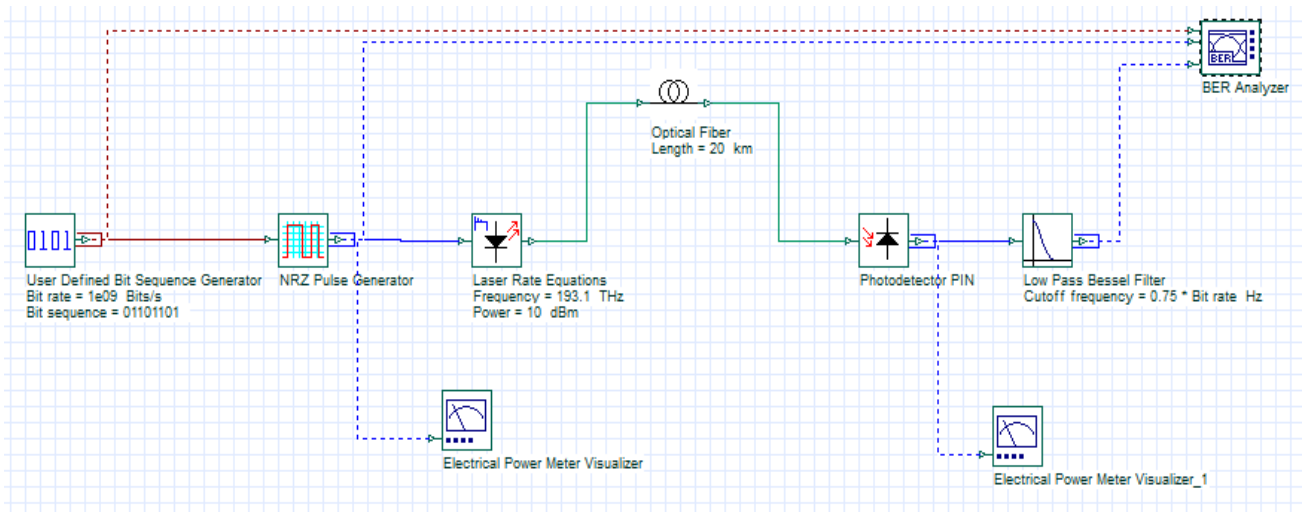 BER
BER Analyzer
Optical Fiber
Length = 20 km
0101
User Defined Bit Sequence Generator
Bit rate = 1e09 Bits/s
Bit sequence = 01101101
NRZ Pulse Generator
Laser Rate Equations
Frequency = 193.1 THz
Power = 10 dBm
Photodetector PIN
Low Pass Bessel Filter
Cutoff frequency = 0.75 * Bit rate Hz
Electrical Power Meter Visualizer
Electrical Power Meter Visualizer_1